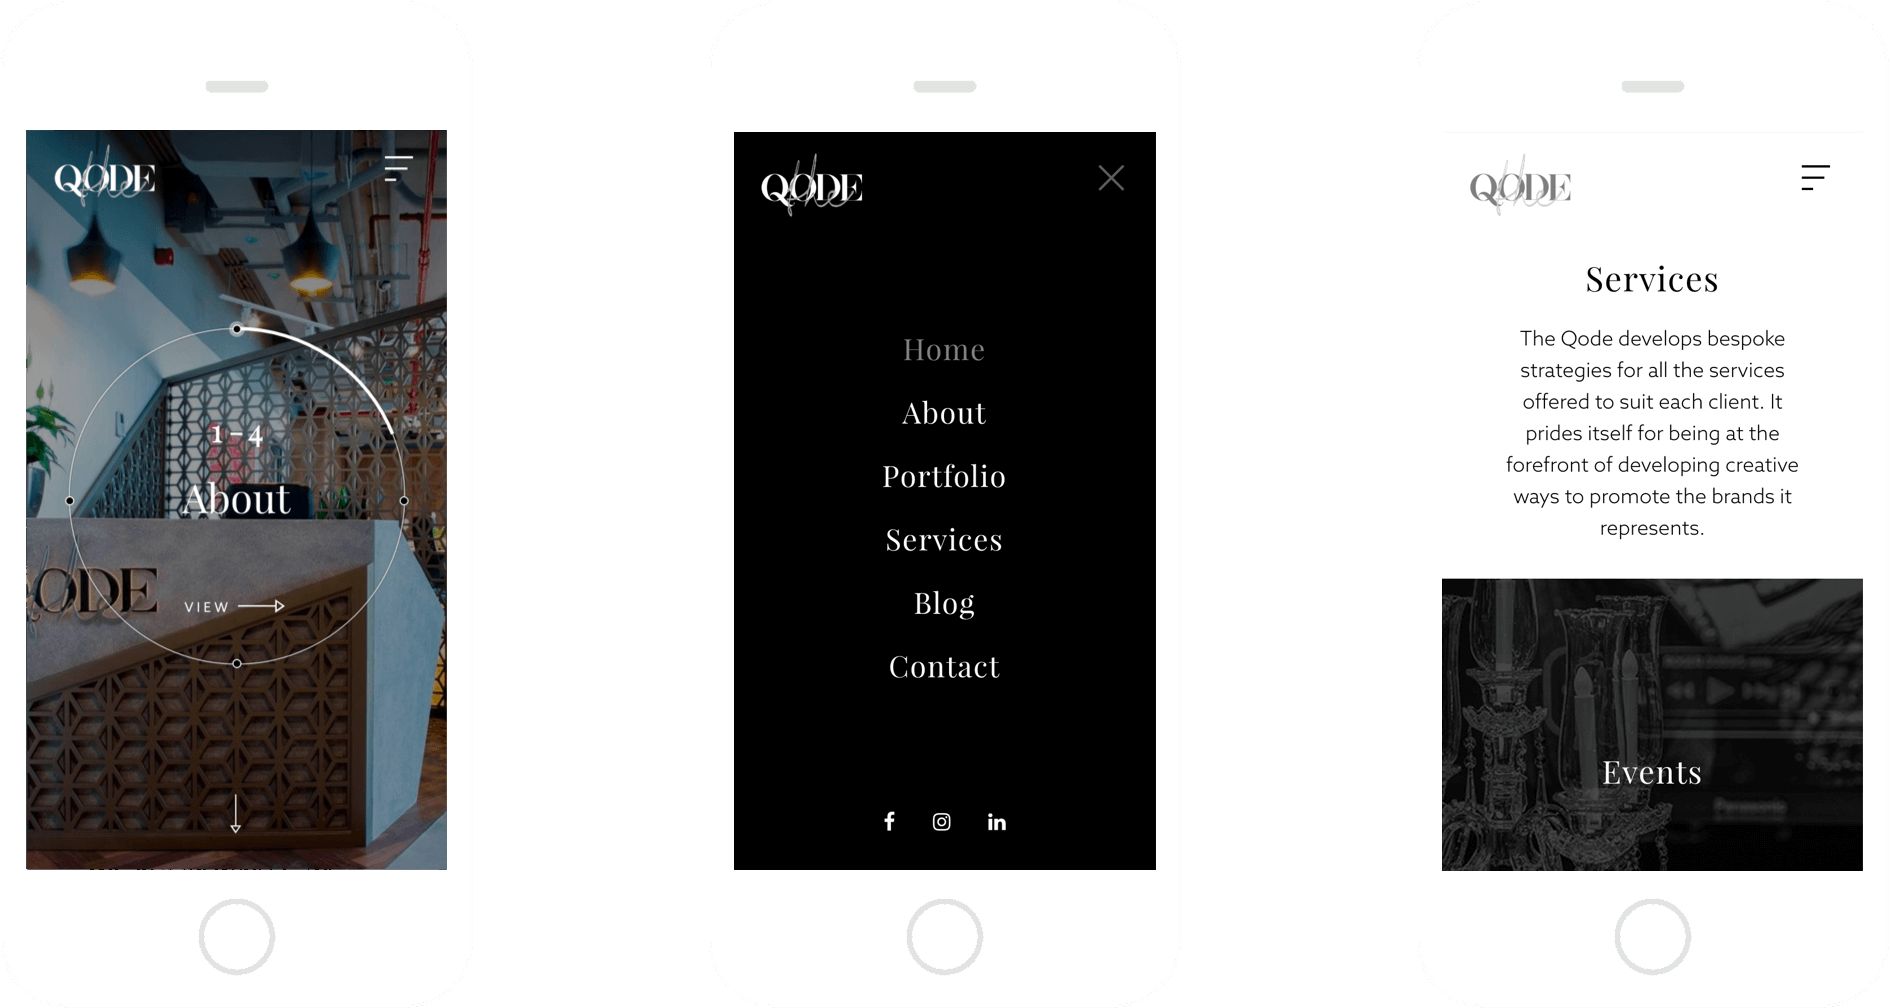 the
QODE
1-4
About
VIEW
QODE
the
QODE
Home
About
Portfolio
Services
Blog
Contact
the
QODE
Services
The Qode develops bespoke
strategies for all the services
offered to suit each client. It
prides itself for being at the
forefront of developing creative
ways to promote the brands it
represents.
Events
Panasonic